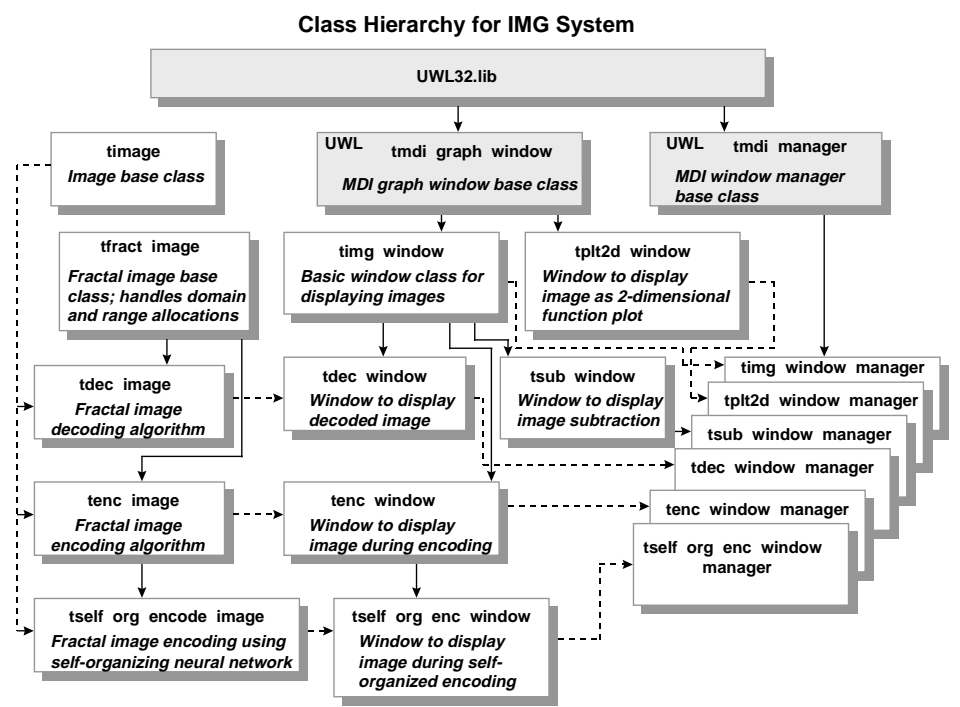 Class Hierarchy for IMG System
UWL32.lib
timage
Image base class
UWL
tmdi graph window
MDI graph window base class
UWL
tmdi manager
MDI window manager
base class
tfract image
Fractal image base
class; handles domain
and range allocations
timg window
Basic window class for
displaying images
tplt2d window
Window to display
image as 2-dimensional
function plot
tdec image
Fractal image
decoding algorithm
tdec window
Window to display
decoded image
tsub window
Window to display
image subtraction
timg window manager
tplt2d window manager
tsub window manager
tdec window manager
tenc window manager
tself org enc window
manager
tenc image
Fractal image
encoding algorithm
tenc window
Window to display
image during encoding
tself org encode image
Fractal image encoding using
self-organizing neural network
tself org enc window
Window to display
image during self-
organized encoding